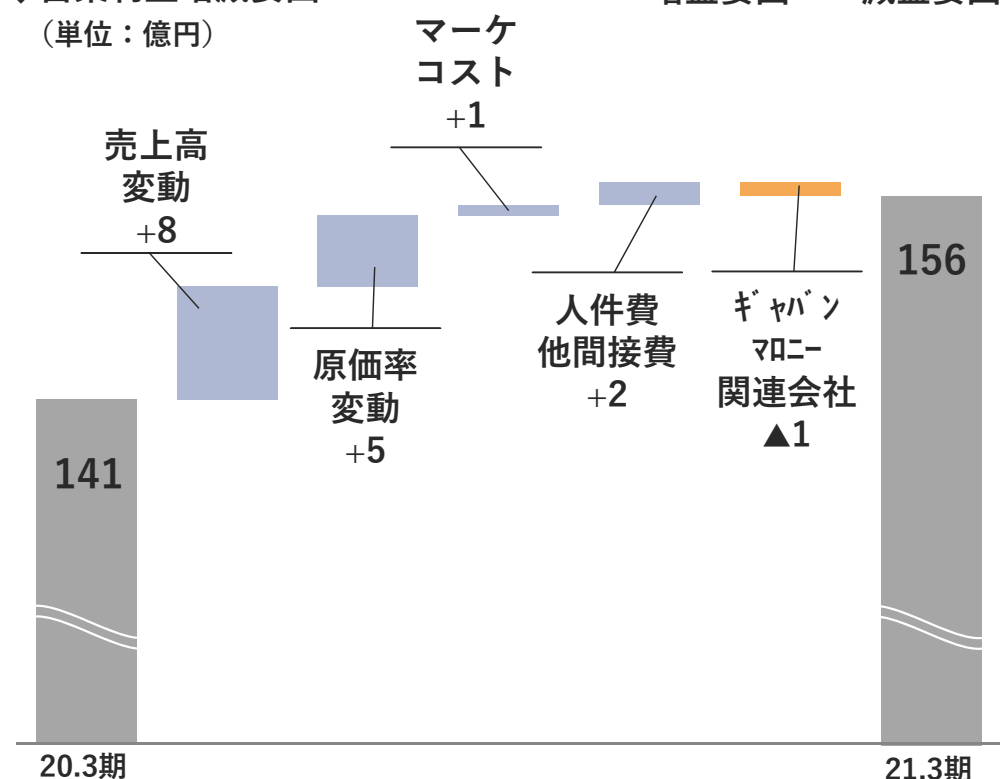 （単位：億円）
マーケ
コスト
+1
売上高
変動
+8
原価率
変動
+5
人件費
他間接費
+2
ｷﾞｬﾊﾞﾝ
ﾏﾛﾆｰ
関連会社
▲1
141
156
20.3期
21.3期